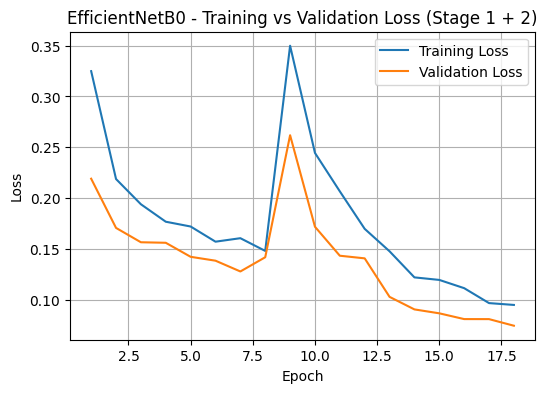 EfficientNetB0 - Training vs Validation Loss (Stage 1 + 2)
Training Loss
Validation Loss
0.35
0.30
0.25
0.20
0.15
0.10
Loss
2.5 5.0 7.5 10.0 12.5 15.0 17.5
Epoch